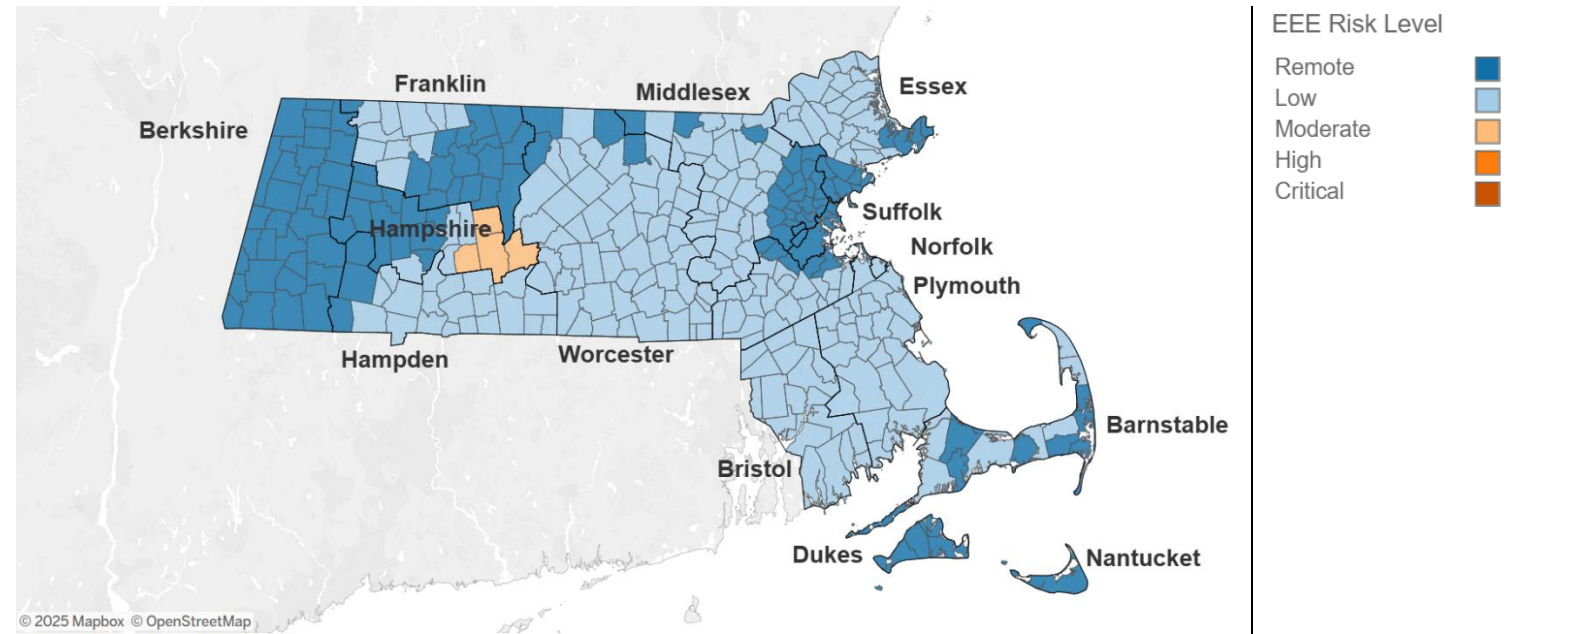 EEE Risk Level
Remote
Low
Moderate
High
Critical
Franklin
Middlesex
Essex
Berkshire
Suffolk
Hampshire
Norfolk
Plymouth
Hampden
Worcester
Barnstable
Bristol
Dukes
Nantucket
© 2025 Mapbox © OpenStreetMap